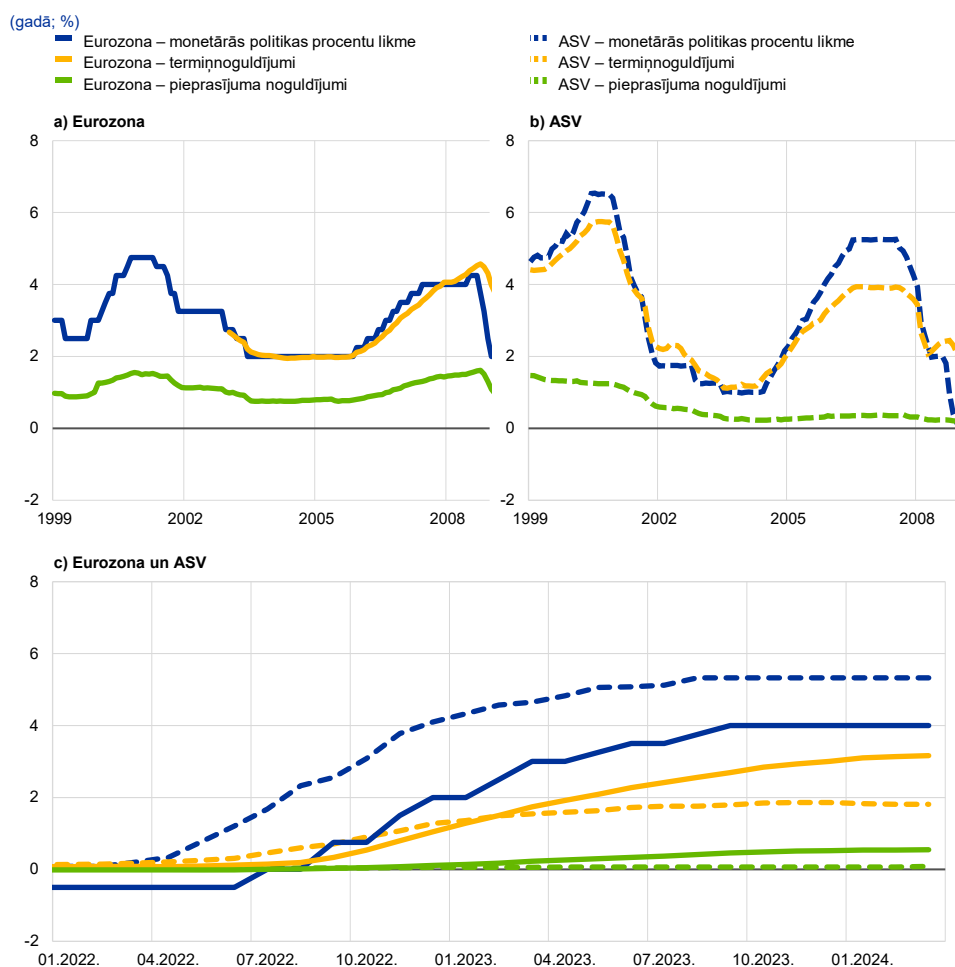 (gadā; %)
Eurozona – monetārās politikas procentu likme
Eurozona – termiņnoguldījumi
Eurozona – pieprasījuma noguldījumi
ASV – monetārās politikas procentu likme
ASV – termiņnoguldījumi
ASV – pieprasījuma noguldījumi
a) Eurozona
8
6
4
2
0
-2
1999 2002 2005 2008
b) ASV
8
6
4
2
0
-2
1999 2002 2005 2008
c) Eurozona un ASV
8
6
4
2
0
-2
01.2022. 04.2022. 07.2022. 10.2022. 01.2023. 04.2023. 07.2023. 10.2023. 01.2024.